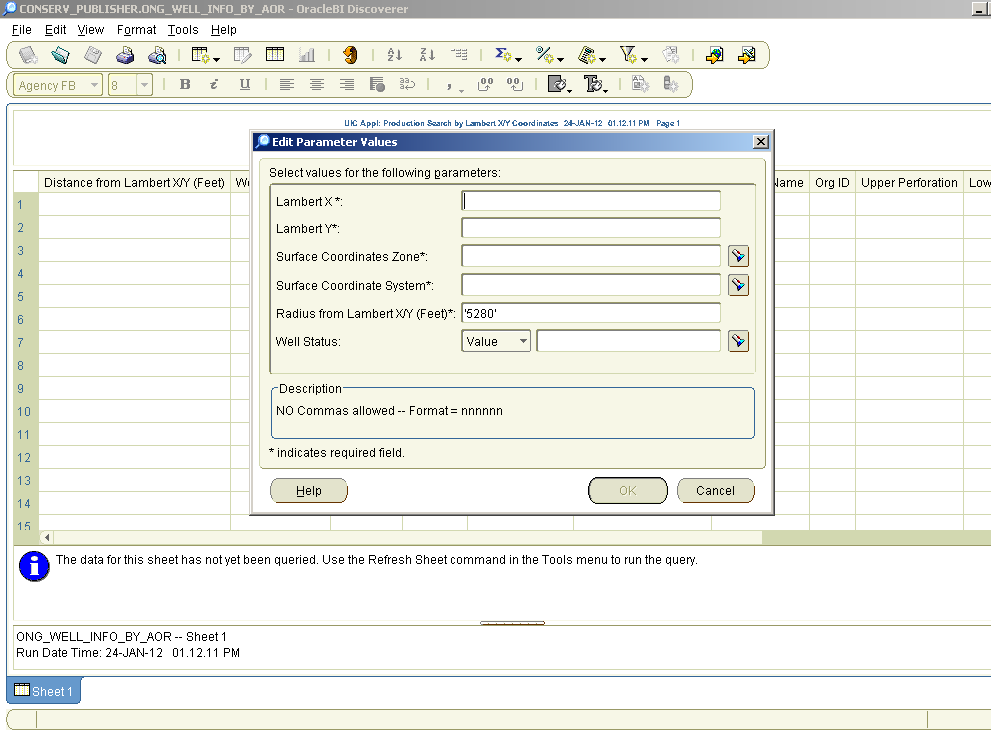 CONSERV_PUBLISHER.ONG_WELL_INFO_BY_AOR - OracleBI Discoverer
File Edit View Format Tools Help
Agency FB 8 B i U
UIC Appl: Production Search by Lambert X/Y Coordinates 24-JAN-12 01.12.11 PM Page 1
Edit Parameter Values
Select values for the following parameters:
Distance from Lambert X/Y (Feet) Name Org ID Upper Perforation
Lambert X *:
Lambert Y*:
Surface Coordinates Zone*:
Surface Coordinate System*:
Radius from Lambert X/Y (Feet)*: '5280'
Well Status: Value
Description
NO Commas allowed -- Format = nnnnnn
* indicates required field.
Help OK Cancel
1
2
3
4
5
6
7
8
9
10
11
12
13
14
15
The data for this sheet has not yet been queried. Use the Refresh Sheet command in the Tools menu to run the query.
ONG_WELL_INFO_BY_AOR -- Sheet 1
Run Date Time: 24-JAN-12 01.12.11 PM
Sheet 1